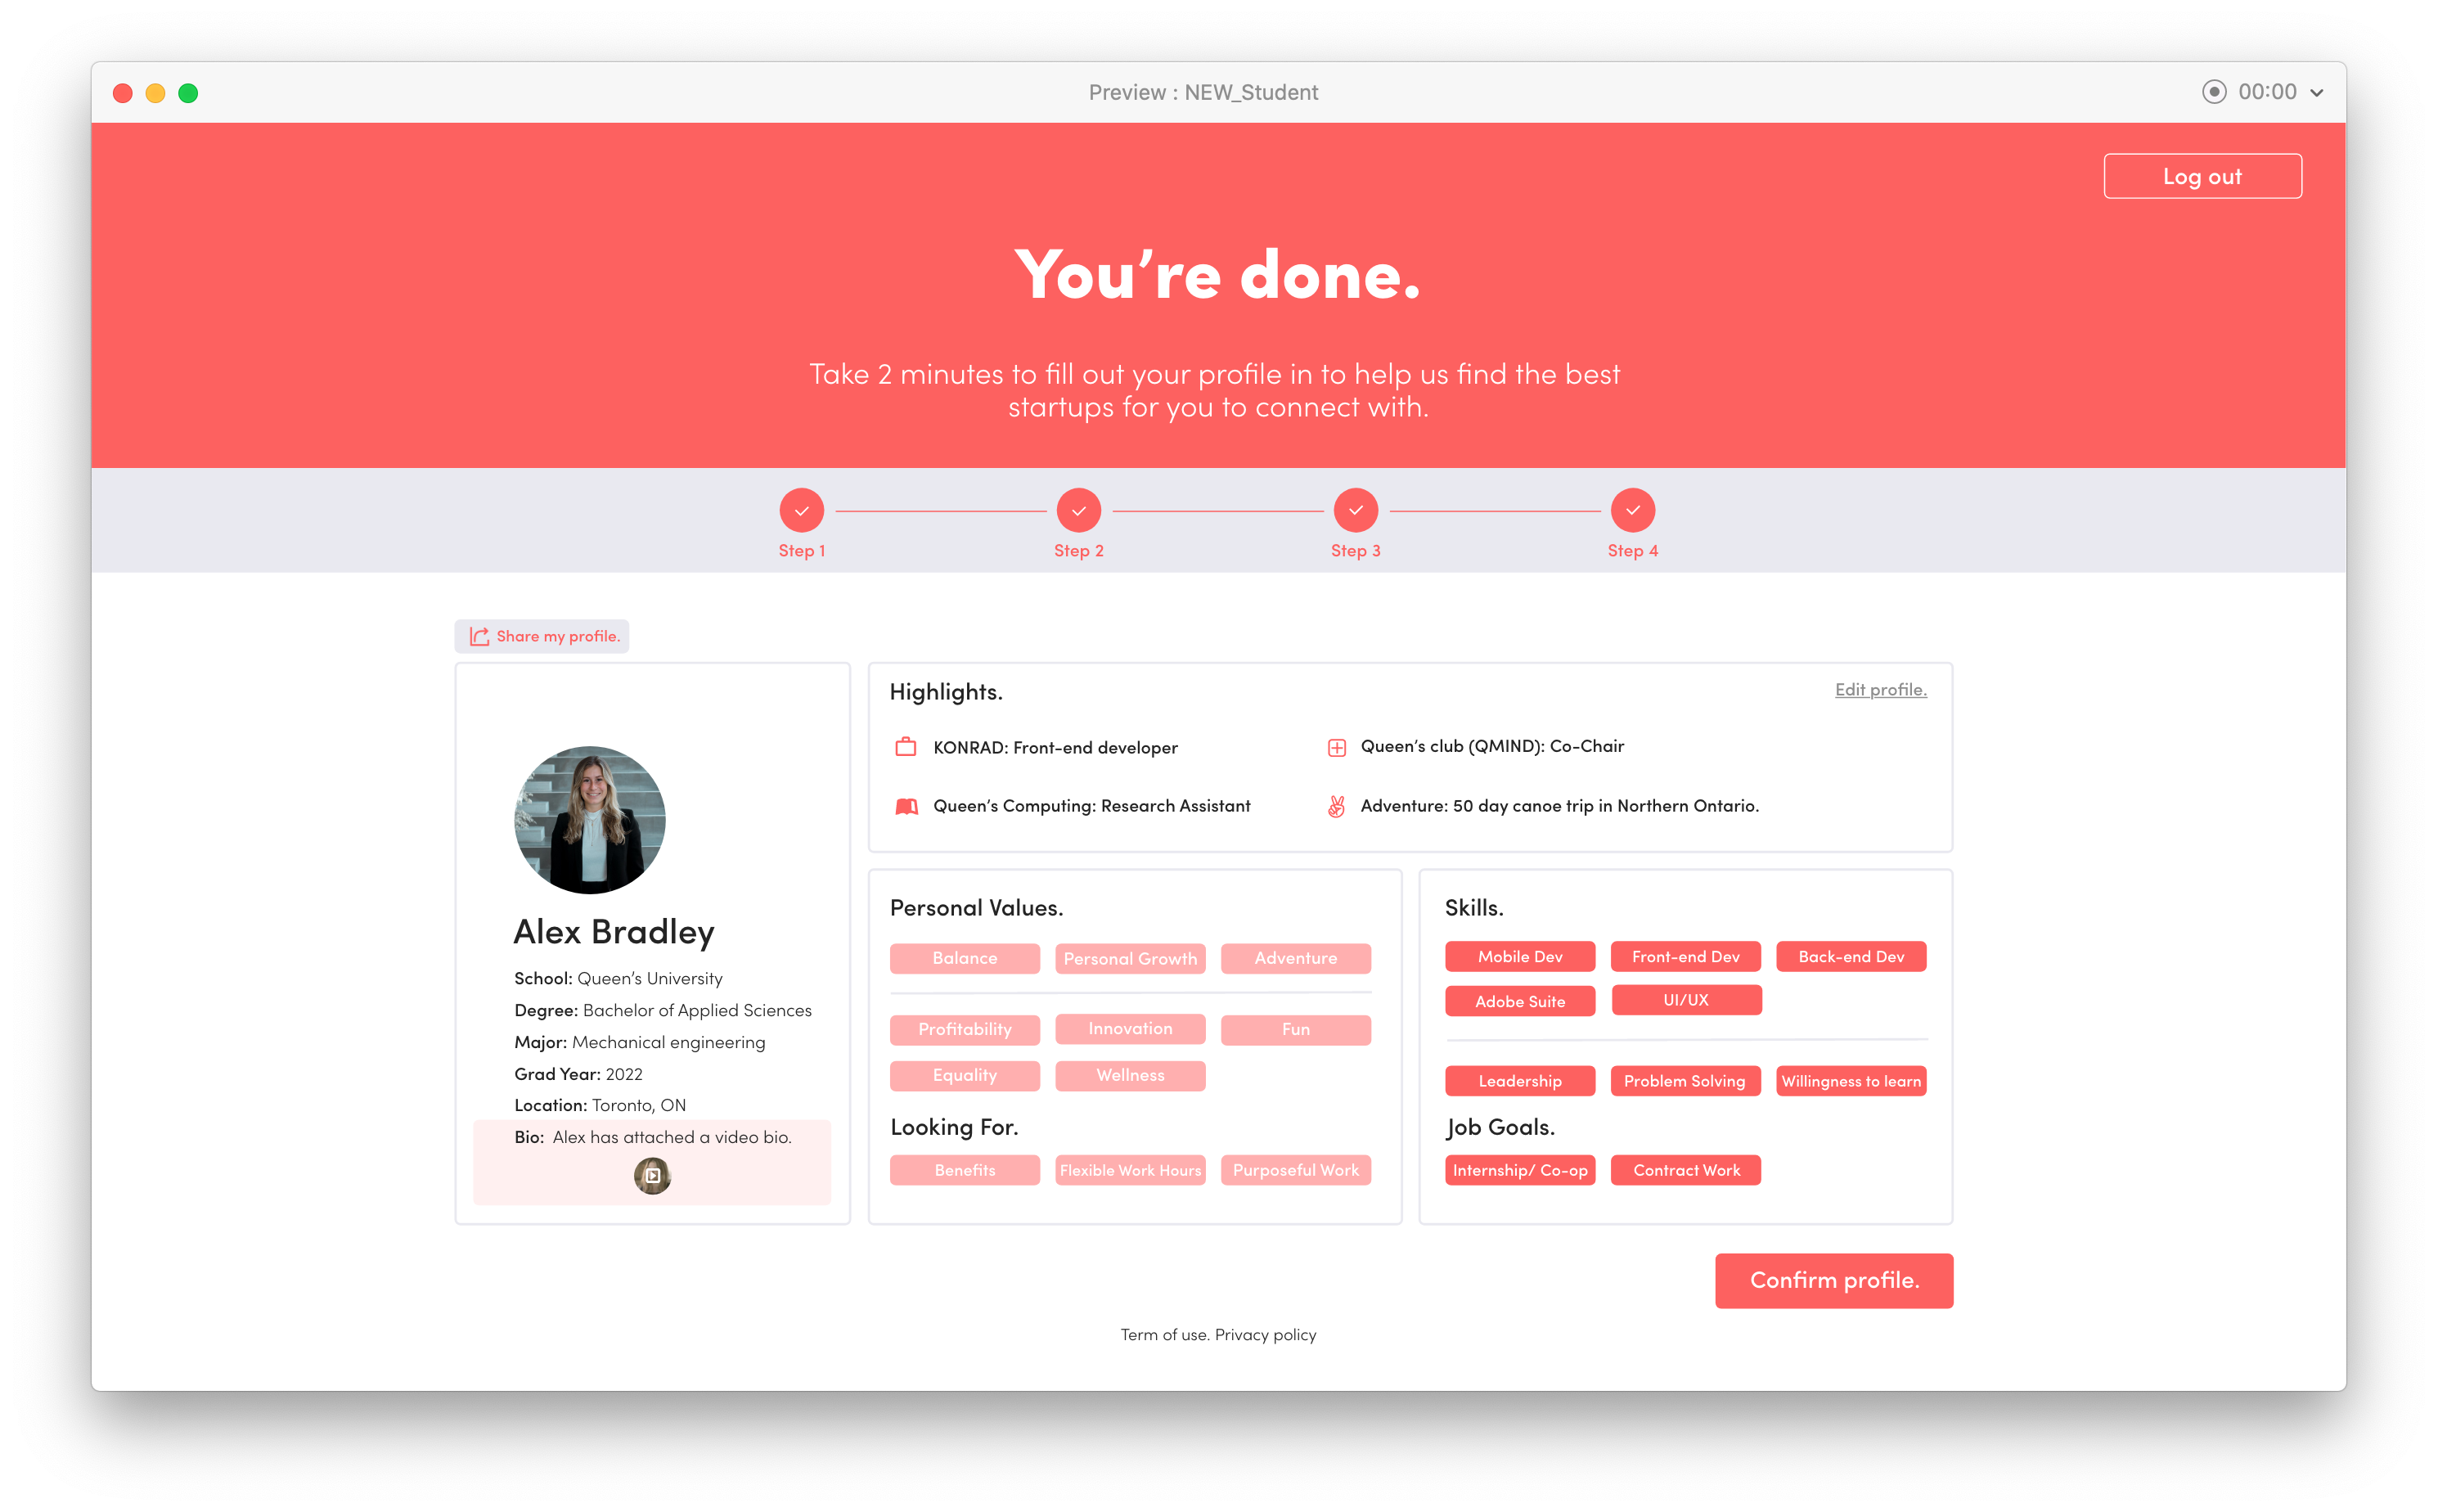 Preview : NEW_Student
00:00
Log out
You’re done.
Take 2 minutes to fill out your profile in to help us find the best
startups for you to connect with.
Step 1
Step 2
Step 3
Step 4
Share my profile.
Alex Bradley
School: Queen’s University
Degree: Bachelor of Applied Sciences
Major: Mechanical engineering
Grad Year: 2022
Location: Toronto, ON
Bio: Alex has attached a video bio.
Highlights.
Edit profile.
KONRAD: Front-end developer
Queen’s club (QMIND): Co-Chair
Queen’s Computing: Research Assistant
Adventure: 50 day canoe trip in Northern Ontario.
Personal Values.
Balance
Personal Growth
Adventure
Profitability
Innovation
Fun
Equality
Wellness
Looking For.
Benefits
Flexible Work Hours
Purposeful Work
Skills.
Mobile Dev
Front-end Dev
Back-end Dev
Adobe Suite
UI/UX
Leadership
Problem Solving
Willingness to learn
Job Goals.
Internship/ Co-op
Contract Work
Confirm profile.
Term of use. Privacy policy